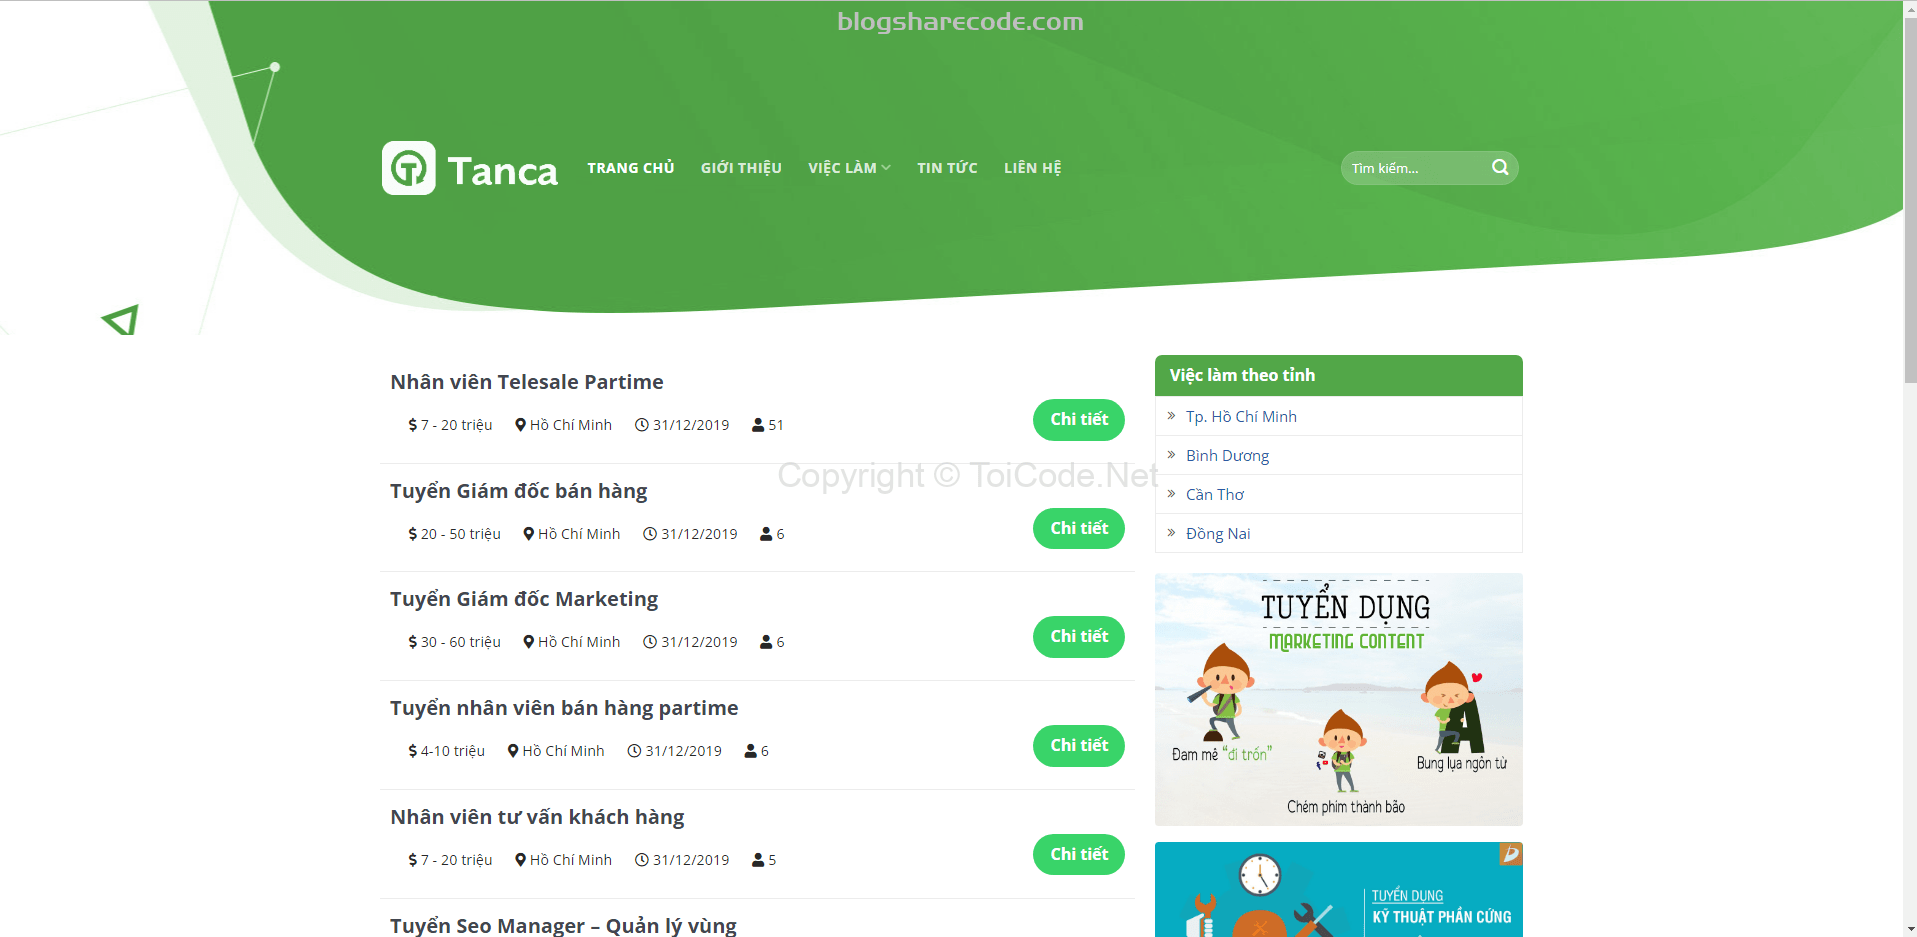 blogsharecode.com
Tanca
TRANG CHỦ GIỚI THIỆU VIỆC LÀM TIN TỨC LIÊN HỆ
Tìm kiếm...
Nhân viên Telesale Partime
$ 7 - 20 triệu Hồ Chí Minh 31/12/2019 51
Chi tiết
Copyright © ToiCode.Net
Tuyển Giám đốc bán hàng
$ 20 - 50 triệu Hồ Chí Minh 31/12/2019 6
Chi tiết
Tuyển Giám đốc Marketing
$ 30 - 60 triệu Hồ Chí Minh 31/12/2019 6
Chi tiết
Tuyển nhân viên bán hàng partime
$ 4-10 triệu Hồ Chí Minh 31/12/2019 6
Chi tiết
Nhân viên tư vấn khách hàng
$ 7 - 20 triệu Hồ Chí Minh 31/12/2019 5
Chi tiết
Tuyển Seo Manager – Quản lý vùng
Việc làm theo tỉnh
» Tp. Hồ Chí Minh
» Bình Dương
» Cần Thơ
» Đồng Nai
TUYỂN DỤNG
MARKETING CONTENT
Đam mê "đi trốn"
Bung lụa ngôn từ
Chém phím thành bão
TUYỂN DỤNG
KỸ THUẬT PHẦN CỨNG